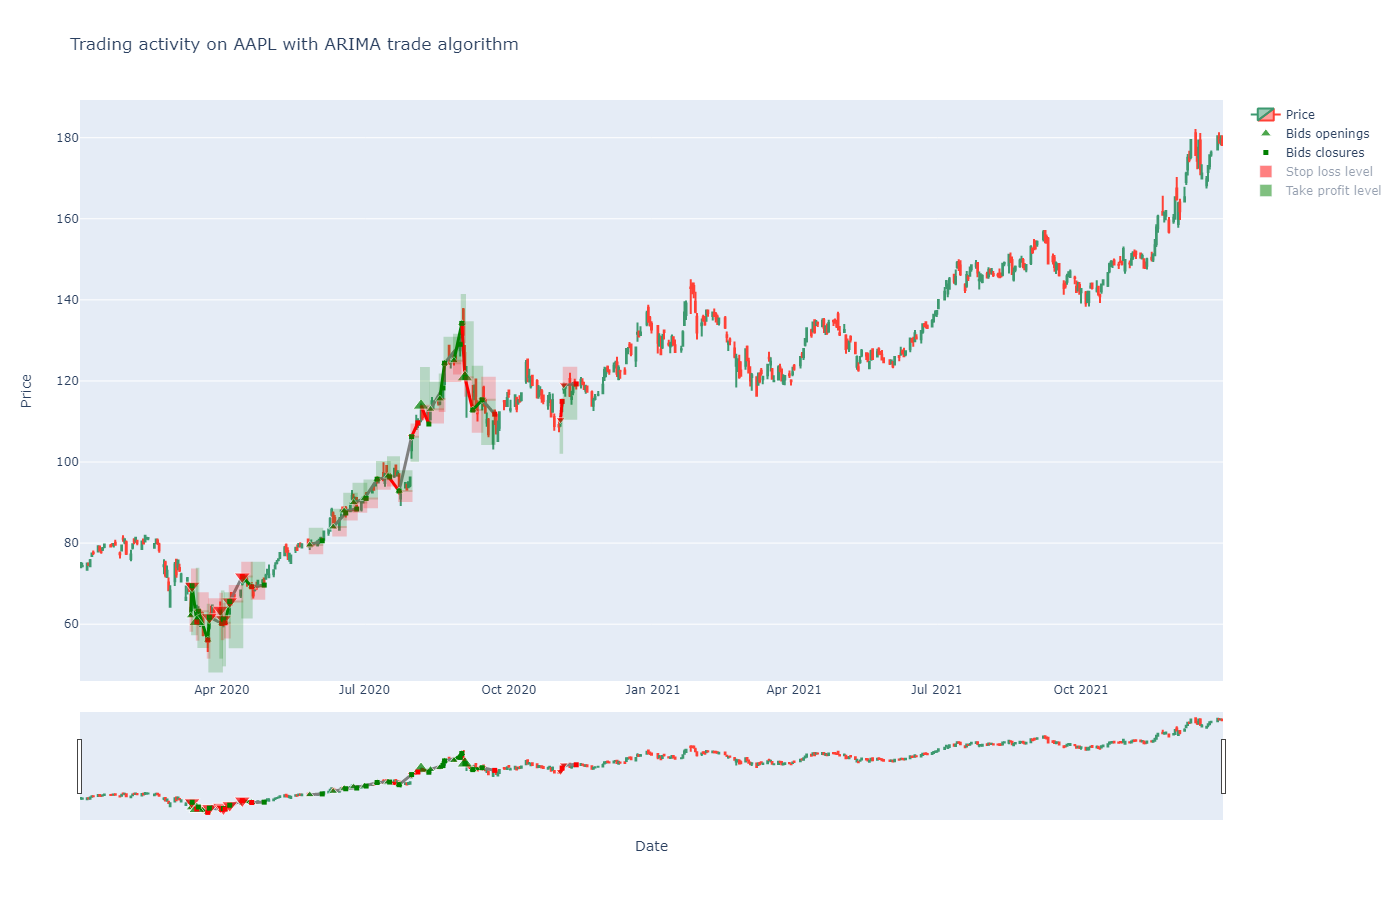 Trading activity on AAPL with ARIMA trade algorithm
Price
Bids openings
Bids closures
Stop loss level
Take profit level
180
160
140
120
100
80
60
Price
Apr 2020
Jul 2020
Oct 2020
Jan 2021
Apr 2021
Jul 2021
Oct 2021
Date